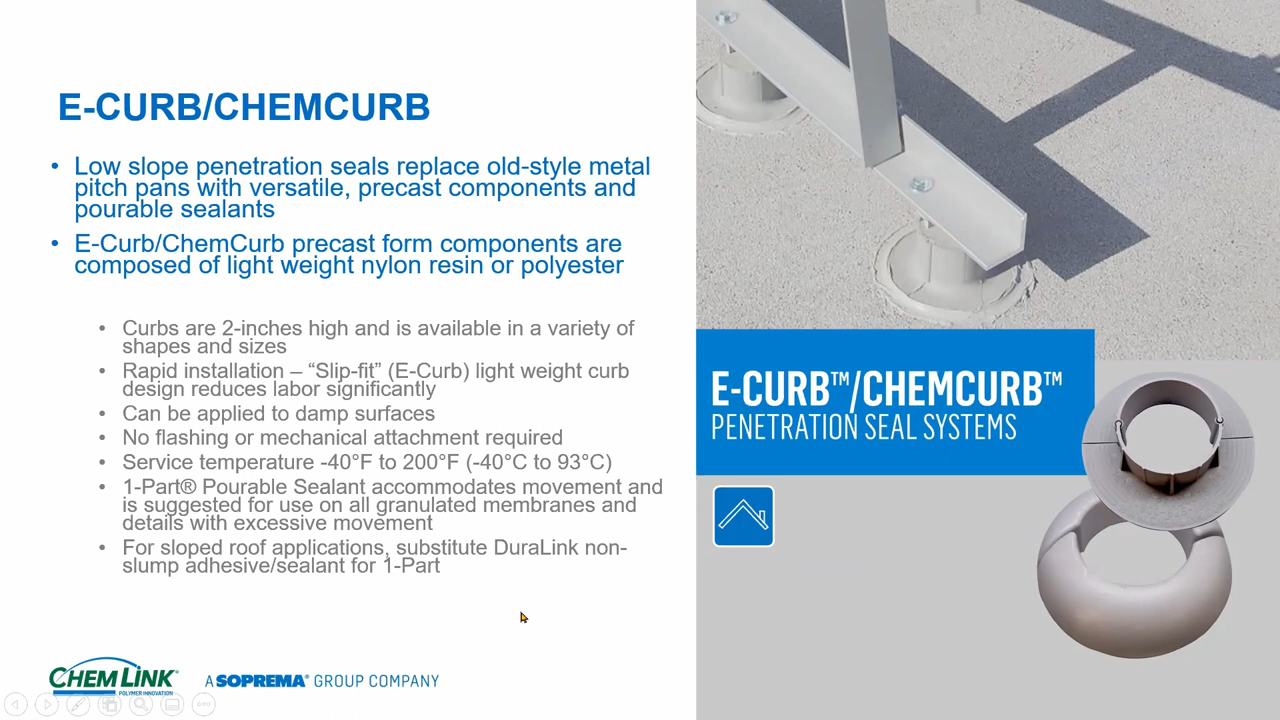 E-CURB/CHEMCURB
• Low slope penetration seals replace old-style metal
pitch pans with versatile, precast components and
pourable sealants
• E-Curb/ChemCurb precast form components are
composed of light weight nylon resin or polyester
• Curbs are 2-inches high and is available in a variety of
shapes and sizes
• Rapid installation – “Slip-fit” (E-Curb) light weight curb
design reduces labor significantly
• Can be applied to damp surfaces
• No flashing or mechanical attachment required
• Service temperature -40°F to 200°F (-40°C to 93°C)
• 1-Part® Pourable Sealant accommodates movement and
is suggested for use on all granulated membranes and
details with excessive movement
• For sloped roof applications, substitute DuraLink non-
slump adhesive/sealant for 1-Part
E-CURB™/CHEMCURB™
PENETRATION SEAL SYSTEMS
CHEM LINK®
POLYMER INNOVATION
A SOPREMA® GROUP COMPANY